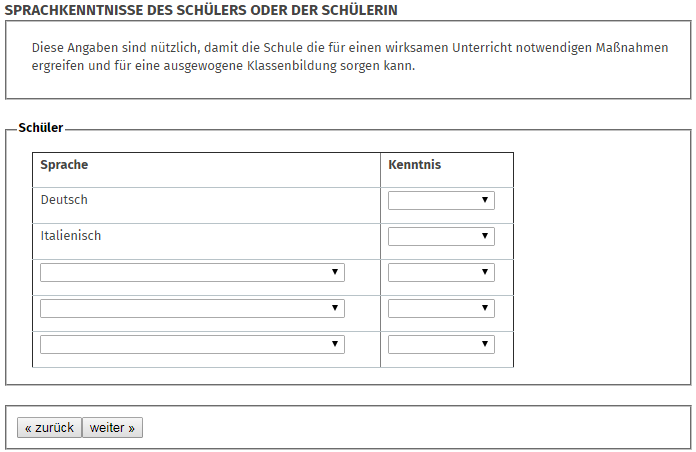 SPRACHKENNTNISSE DES SCHÜLERS ODER DER SCHÜLERIN
Diese Angaben sind nützlich, damit die Schule die für einen wirksamen Unterricht notwendigen Maßnahmen
ergreifen und für eine ausgewogene Klassenbildung sorgen kann.
Schüler
Sprache Kenntnis
Deutsch
Italienisch
« zurück weiter »